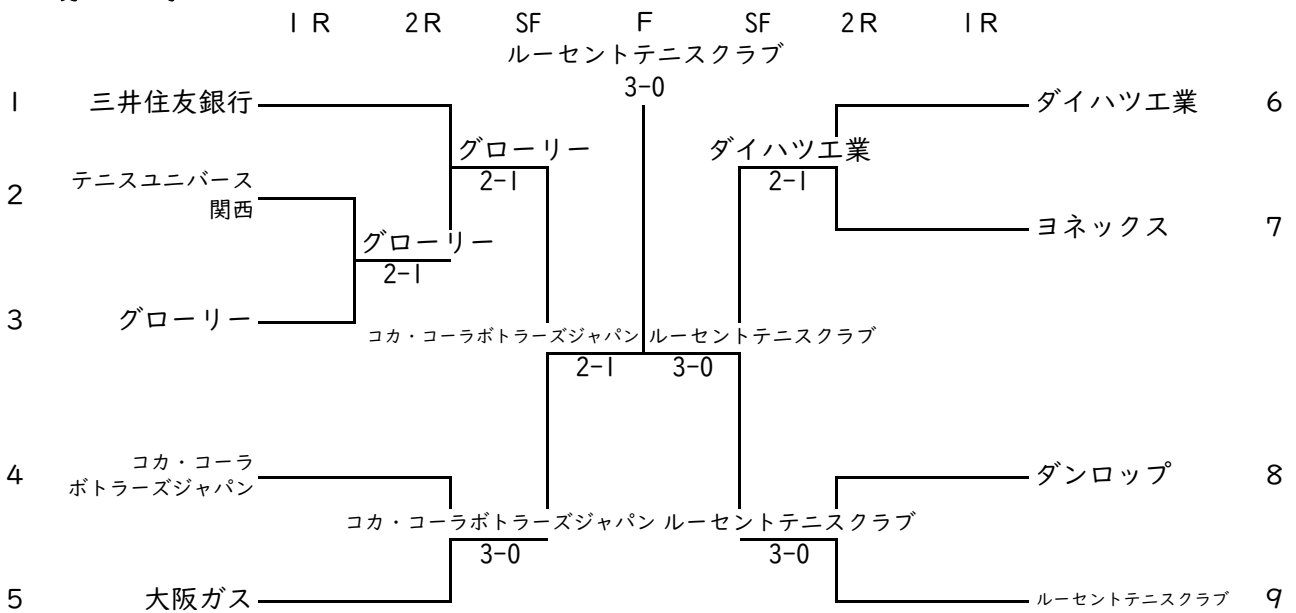 1R 2R SF F SF 2R 1R
ルーセントテニスクラブ
3-0
1 三井住友銀行 ダイハツ工業 6
グローリー ダイハツ工業
2-1 2-1
2 テニスユニバース
関西
ヨネックス 7
グローリー
2-1
3 グローリー
コカ・コーラボトラーズジャパン ルーセントテニスクラブ
2-1 3-0
4 コカ・コーラ
ボトラーズジャパン
ダンロップ 8
コカ・コーラボトラーズジャパン ルーセントテニスクラブ
3-0 3-0
5 大阪ガス ルーセントテニスクラブ 9